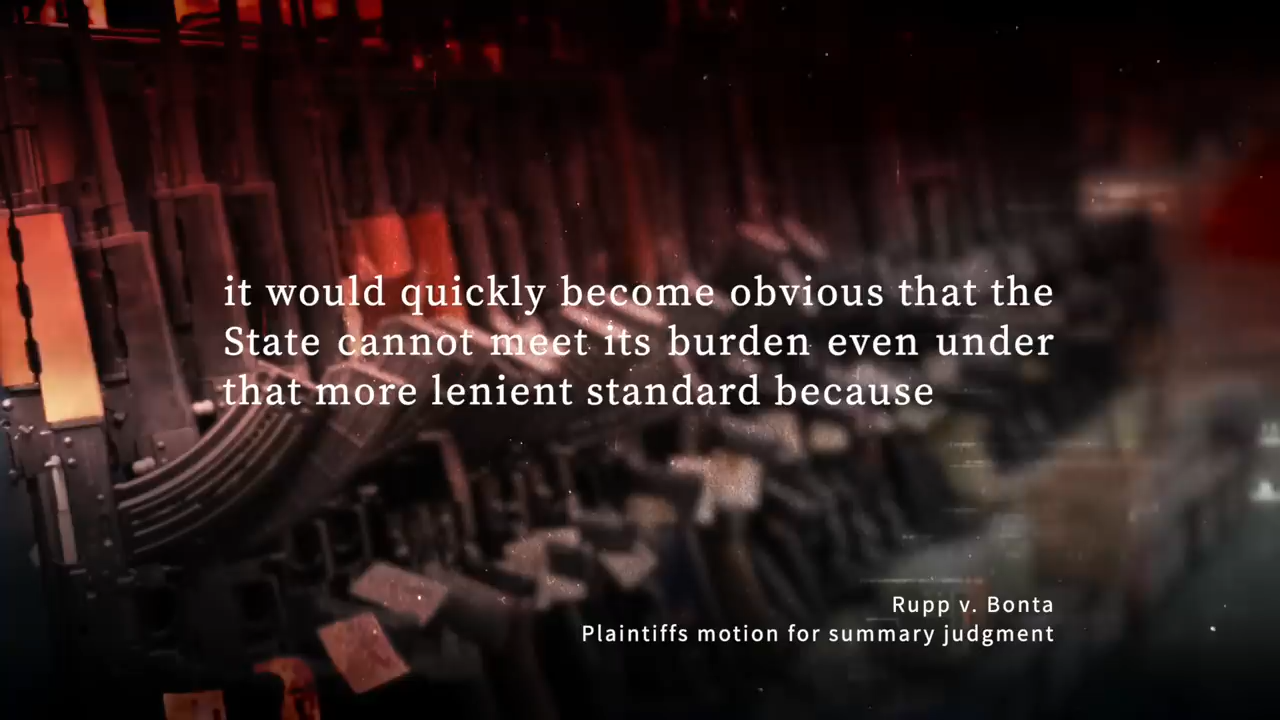 it would quickly become obvious that the
State cannot meet its burden even under
that more lenient standard because
Rupp v. Bonta
Plaintiffs motion for summary judgment